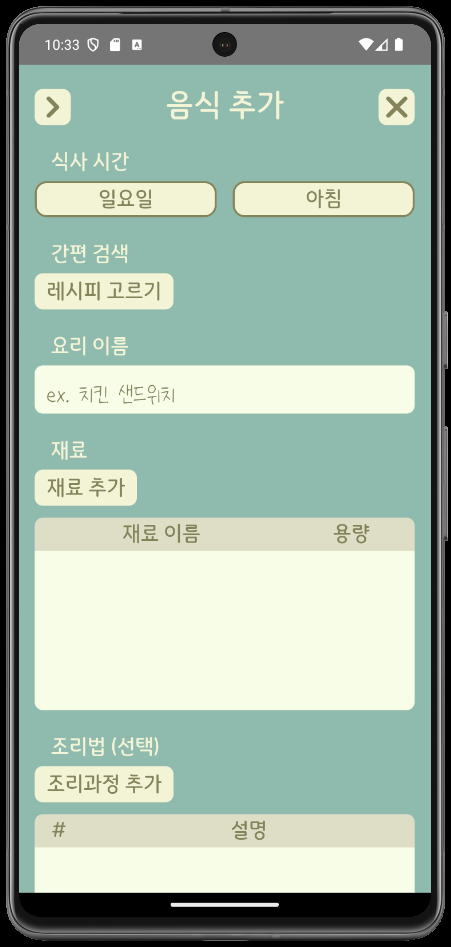 10:33
음식 추가
식사 시간
일요일 아침
간편 검색
레시피 고르기
요리 이름
ex. 치킨 샌드위치
재료
재료 추가
재료 이름 용량
조리법 (선택)
조리과정 추가
# 설명